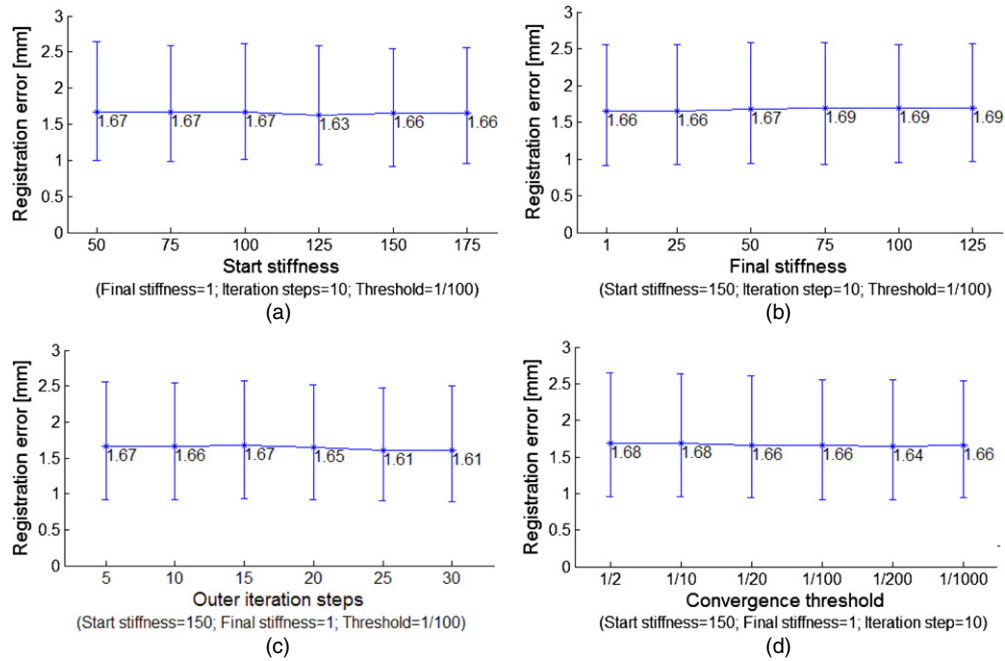 Registration error [mm]
3
2.5
2
1.5
1
0.5
0
1.67 1.67 1.67 1.63 1.66 1.66
50 75 100 125 150 175
Start stiffness
(Final stiffness=1; Iteration steps=10; Threshold=1/100)
(a)
Registration error [mm]
3
2.5
2
1.5
1
0.5
0
1.66 1.66 1.67 1.69 1.69 1.69
1 25 50 75 100 125
Final stiffness
(Start stiffness=150; Iteration step=10; Threshold=1/100)
(b)
Registration error [mm]
3
2.5
2
1.5
1
0.5
0
1.67 1.66 1.67 1.65 1.61 1.61
5 10 15 20 25 30
Outer iteration steps
(Start stiffness=150; Final stiffness=1; Threshold=1/100)
(c)
Registration error [mm]
3
2.5
2
1.5
1
0.5
0
1.68 1.68 1.66 1.66 1.64 1.66
1/2 1/10 1/20 1/100 1/200 1/1000
Convergence threshold
(Start stiffness=150; Final stiffness=1; Iteration step=10)
(d)